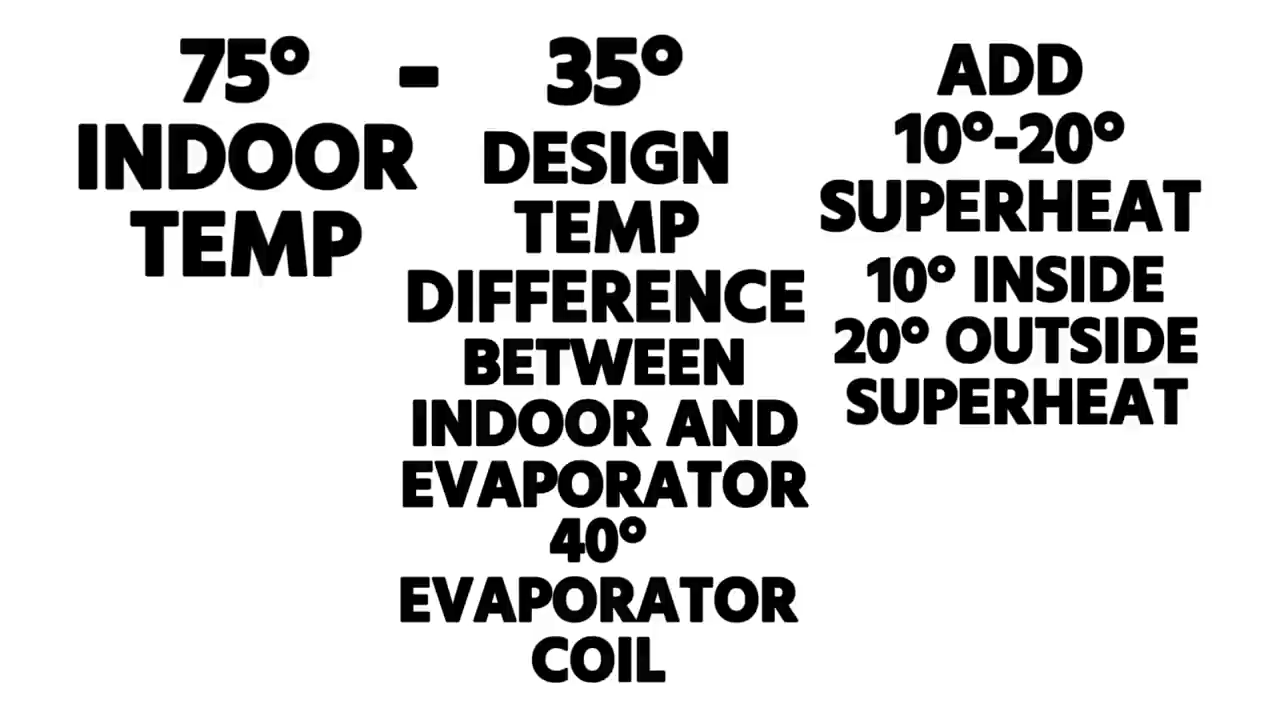 75° - 35°
INDOOR
TEMP
DESIGN
TEMP
DIFFERENCE
BETWEEN
INDOOR AND
EVAPORATOR
40°
EVAPORATOR
COIL
ADD
10°-20°
SUPERHEAT
10° INSIDE
20° OUTSIDE
SUPERHEAT